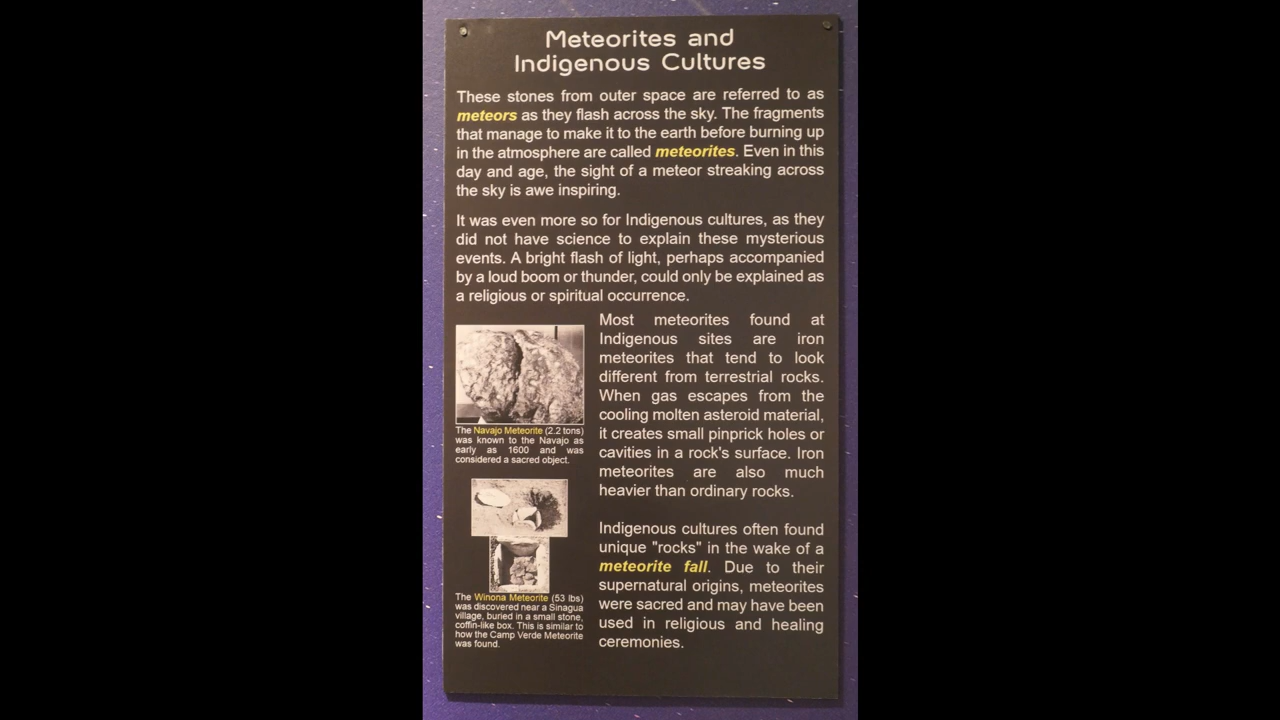 Meteorites and
Indigenous Cultures
These stones from outer space are referred to as
meteors as they flash across the sky. The fragments
that manage to make it to the earth before burning up
in the atmosphere are called meteorites. Even in this
day and age, the sight of a meteor streaking across
the sky is awe inspiring.
It was even more so for Indigenous cultures, as they
did not have science to explain these mysterious
events. A bright flash of light, perhaps accompanied
by a loud boom or thunder, could only be explained as
a religious or spiritual occurrence.
Most meteorites found at
Indigenous sites are iron
meteorites that tend to look
different from terrestrial rocks.
When gas escapes from the
cooling molten asteroid material,
it creates small pinprick holes or
cavities in a rock's surface. Iron
meteorites are also much
heavier than ordinary rocks.
Indigenous cultures often found
unique "rocks" in the wake of a
meteorite fall. Due to their
supernatural origins, meteorites
were sacred and may have been
used in religious and healing
ceremonies.
The Navajo Meteorite (2.2 tons)
was known to the Navajo as
early as 1600 and was
considered a sacred object.
The Winona Meteorite (53 lbs)
was discovered near a Sinagua
village, buried in a small stone,
coffin-like box. This is similar to
how the Camp Verde Meteorite
was found.